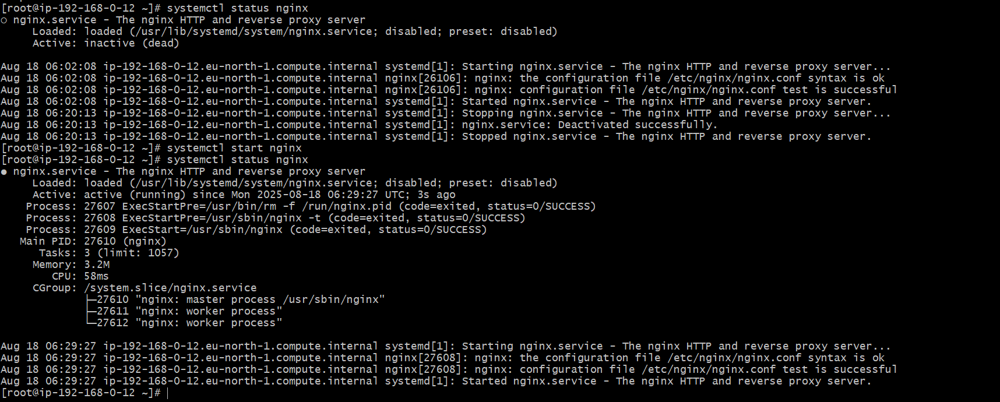 [root@ip-192-168-0-12 ~]# systemctl status nginx
○ nginx.service - The nginx HTTP and reverse proxy server
     Loaded: loaded (/usr/lib/systemd/system/nginx.service; disabled; preset: disabled)
     Active: inactive (dead)

Aug 18 06:02:08 ip-192-168-0-12.eu-north-1.compute.internal systemd[1]: Starting nginx.service - The nginx HTTP and reverse proxy server...
Aug 18 06:02:08 ip-192-168-0-12.eu-north-1.compute.internal nginx[26106]: nginx: the configuration file /etc/nginx/nginx.conf syntax is ok
Aug 18 06:02:08 ip-192-168-0-12.eu-north-1.compute.internal nginx[26106]: nginx: configuration file /etc/nginx/nginx.conf test is successful
Aug 18 06:02:08 ip-192-168-0-12.eu-north-1.compute.internal systemd[1]: Started nginx.service - The nginx HTTP and reverse proxy server.
Aug 18 06:20:13 ip-192-168-0-12.eu-north-1.compute.internal systemd[1]: Stopping nginx.service - The nginx HTTP and reverse proxy server...
Aug 18 06:20:13 ip-192-168-0-12.eu-north-1.compute.internal systemd[1]: nginx.service: Deactivated successfully.
Aug 18 06:20:13 ip-192-168-0-12.eu-north-1.compute.internal systemd[1]: Stopped nginx.service - The nginx HTTP and reverse proxy server.
[root@ip-192-168-0-12 ~]# systemctl start nginx
[root@ip-192-168-0-12 ~]# systemctl status nginx
● nginx.service - The nginx HTTP and reverse proxy server
     Loaded: loaded (/usr/lib/systemd/system/nginx.service; disabled; preset: disabled)
     Active: active (running) since Mon 2025-08-18 06:29:27 UTC; 3s ago
    Process: 27607 ExecStartPre=/usr/bin/rm -f /run/nginx.pid (code=exited, status=0/SUCCESS)
    Process: 27608 ExecStartPre=/usr/sbin/nginx -t (code=exited, status=0/SUCCESS)
    Process: 27609 ExecStart=/usr/sbin/nginx (code=exited, status=0/SUCCESS)
   Main PID: 27610 (nginx)
      Tasks: 3 (limit: 1057)
     Memory: 3.2M
        CPU: 58ms
     CGroup: /system.slice/nginx.service
             ├─27610 "nginx: master process /usr/sbin/nginx"
             ├─27611 "nginx: worker process"
             └─27612 "nginx: worker process"

Aug 18 06:29:27 ip-192-168-0-12.eu-north-1.compute.internal systemd[1]: Starting nginx.service - The nginx HTTP and reverse proxy server...
Aug 18 06:29:27 ip-192-168-0-12.eu-north-1.compute.internal nginx[27608]: nginx: the configuration file /etc/nginx/nginx.conf syntax is ok
Aug 18 06:29:27 ip-192-168-0-12.eu-north-1.compute.internal nginx[27608]: nginx: configuration file /etc/nginx/nginx.conf test is successful
Aug 18 06:29:27 ip-192-168-0-12.eu-north-1.compute.internal systemd[1]: Started nginx.service - The nginx HTTP and reverse proxy server.
[root@ip-192-168-0-12 ~]#